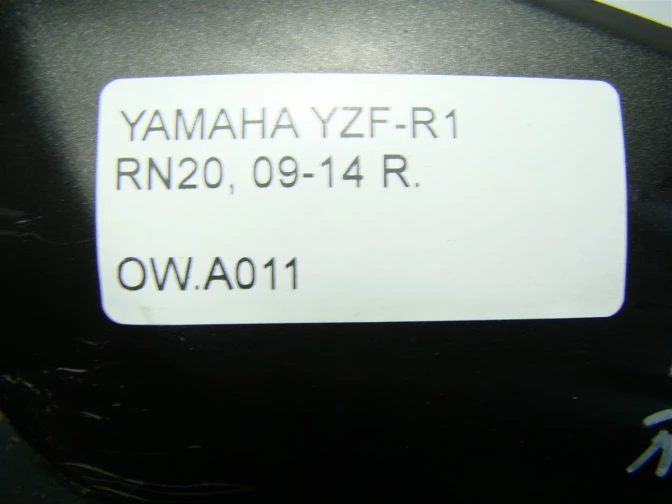 YAMAHA YZF-R1
RN20, 09-14 R.
OW.A011